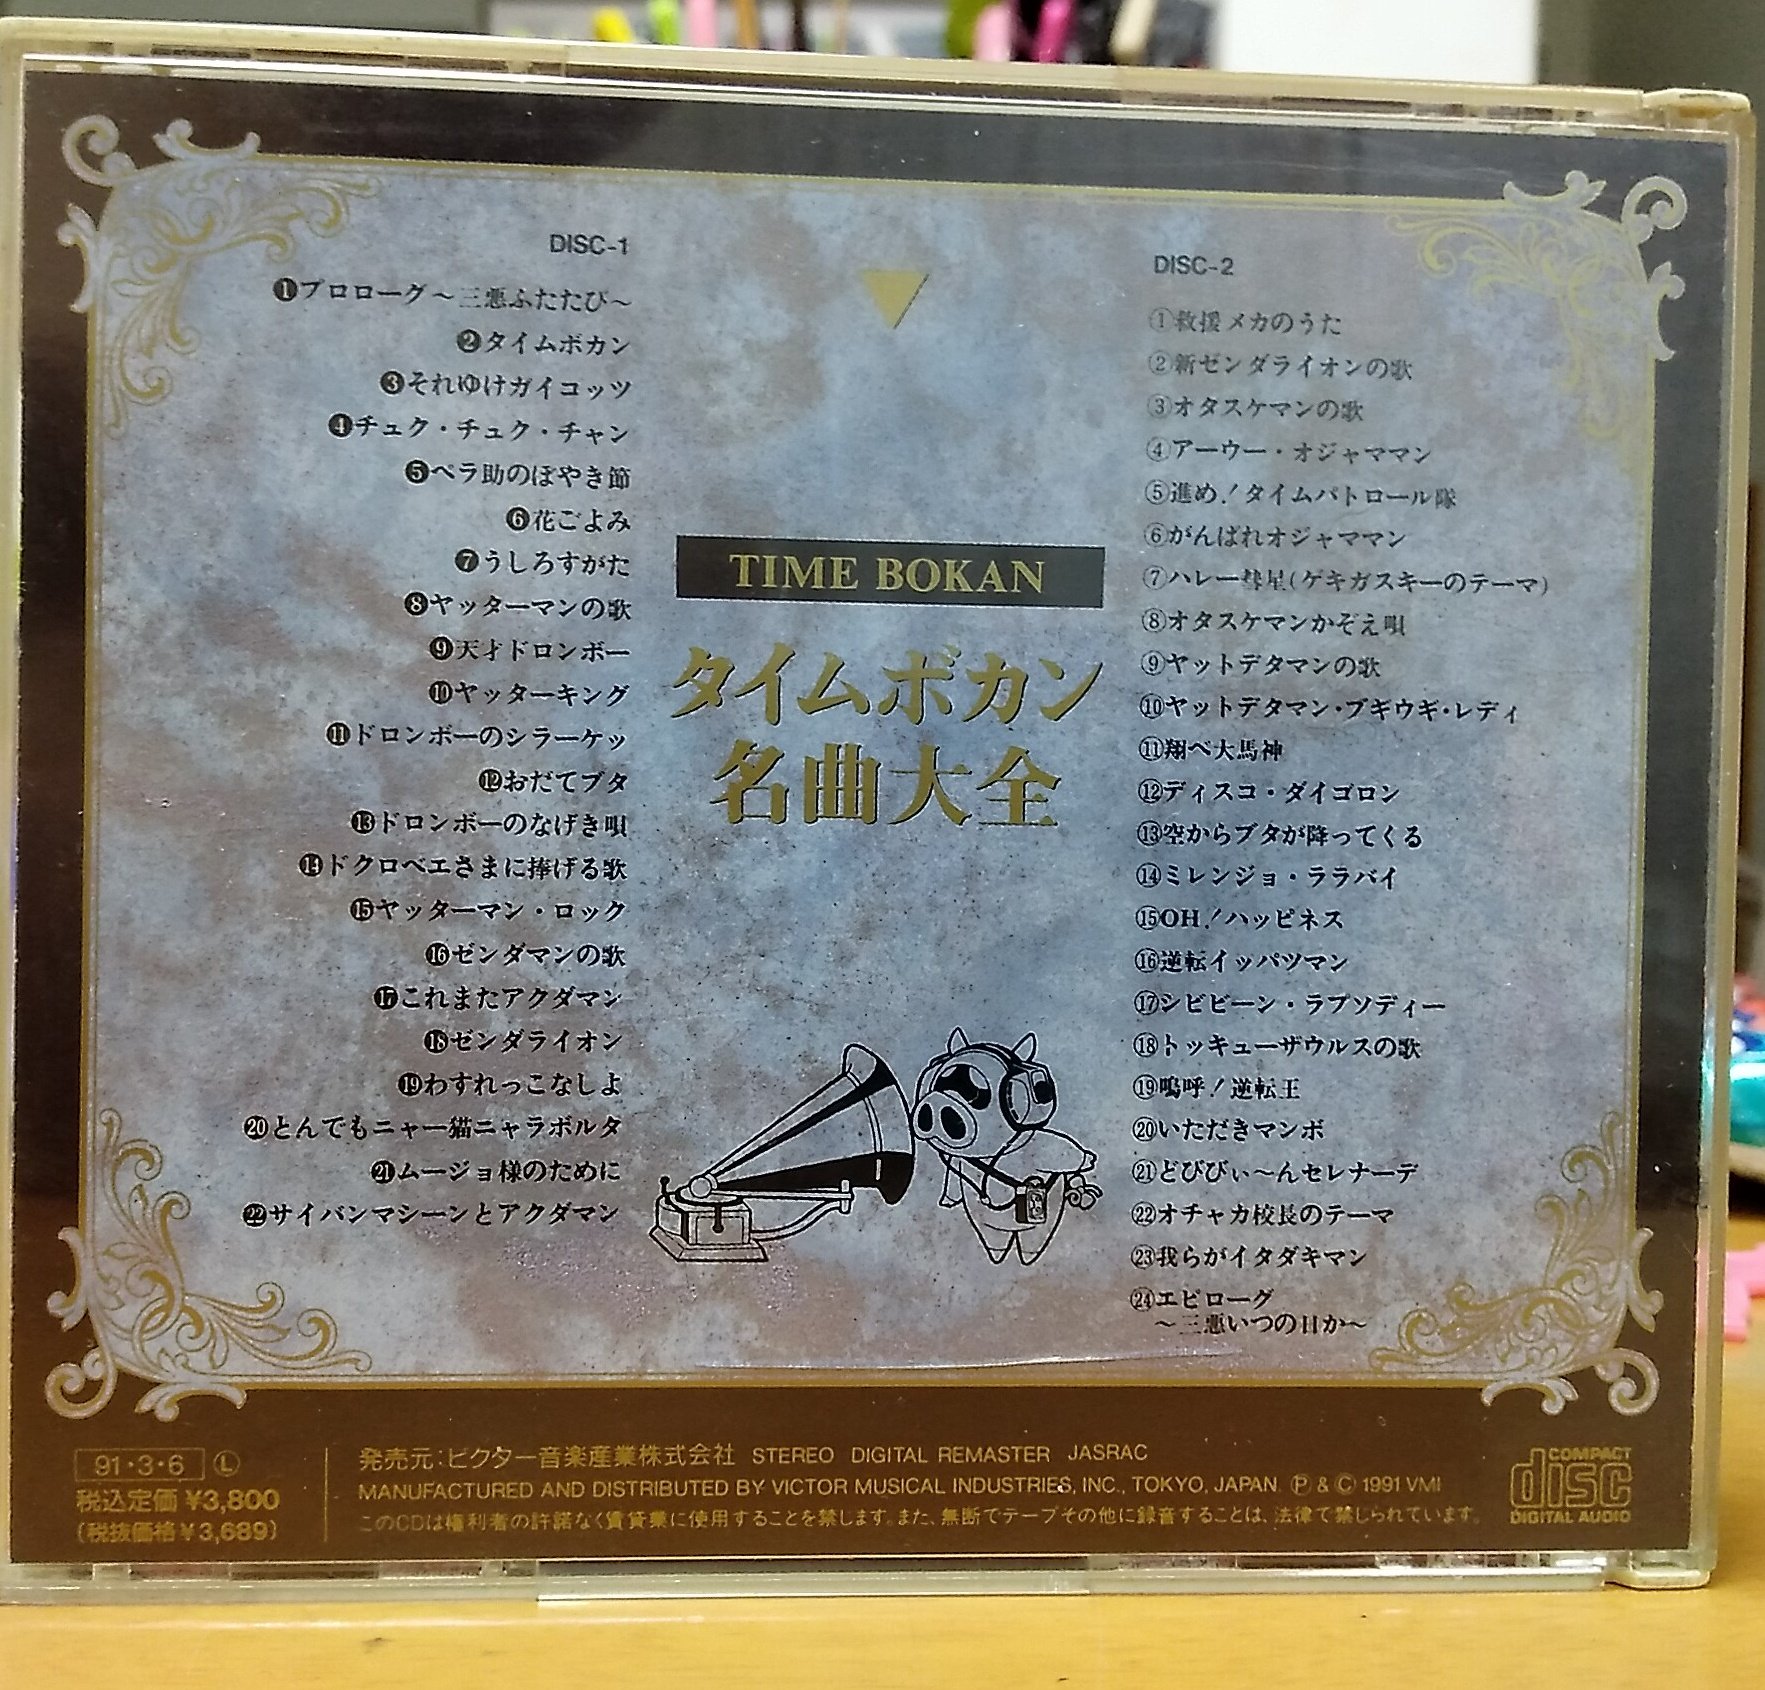 DISC-1
❶プロローグ～三悪ふたたび～
❷タイムボカン
❸それゆけガイコッツ
❹チュク・チュク・チャン
❺ペラ助のぼやき節
❻花ごよみ
❼うしろすがた
❽ヤッターマンの歌
❾天才ドロンボー
❿ヤッターキング
⓫ドロンボーのシラーケッ
⓬おだてブタ
⓭ドロンボーのなげき唄
⓮ドクロベエさまに捧げる歌
⓯ヤッターマン・ロック
⓰ゼンダマンの歌
⓱これまたアクダマン
⓲ゼンダライオン
⓳わすれっこなしよ
⓴とんでもニャー猫ニャラボルタ
㉑ムージョ様のために
㉒サイバンマシーンとアクダマン
TIME BOKAN
タイムボカン
名曲大全
DISC-2
①救援メカのうた
②新ゼンダライオンの歌
③オタスケマンの歌
④アーウー・オジャママン
⑤進め！タイムパトロール隊
⑥がんばれオジャママン
⑦ハレー彗星(ゲキガスキーのテーマ)
⑧オタスケマンかぞえ唄
⑨ヤットデタマンの歌
⑩ヤットデタマン・ブギウギ・レディ
⑪翔べ大馬神
⑫ディスコ・ダイゴロン
⑬空からブタが降ってくる
⑭ミレンジョ・ララバイ
⑮OH！ハッピネス
⑯逆転イッパツマン
⑰シビビーン・ラプソディー
⑱トッキューザウルスの歌
⑲嗚呼！逆転王
⑳いただきマンボ
㉑どびびぃ～んセレナーデ
㉒オチャカ校長のテーマ
㉓我らがイタダキマン
㉔エピローグ
～三悪いつの日か～
91・3・6 Ⓛ
税込定価 ¥3,800
(税抜価格 ¥3,689)
発売元：ビクター音楽産業株式会社 STEREO DIGITAL REMASTER JASRAC
MANUFACTURED AND DISTRIBUTED BY VICTOR MUSICAL INDUSTRIES, INC., TOKYO, JAPAN. Ⓟ & © 1991 VMI
このCDは権利者の許諾なく賃貸業に使用することを禁じます。また、無断でテープその他に録音することは、法律で禁じられています。
COMPACT
disc
DIGITAL AUDIO